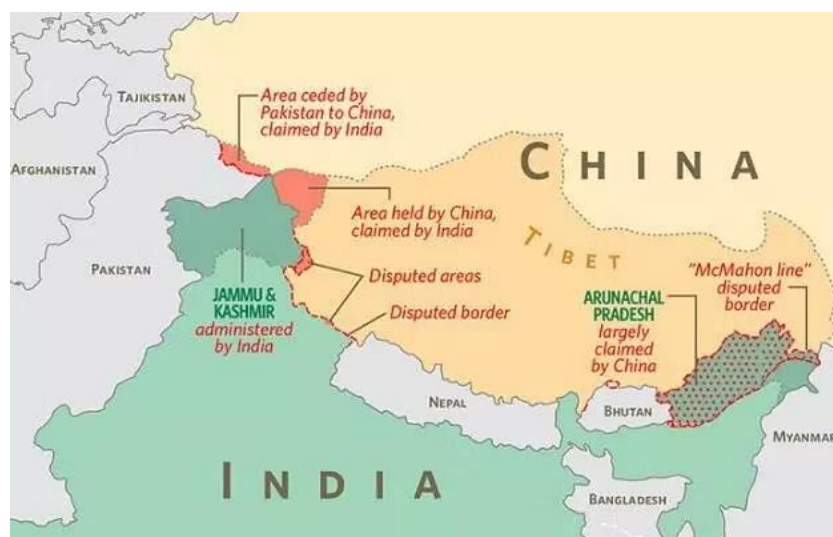 TAJIKISTAN
Area ceded by
Pakistan to China,
claimed by India
AFGHANISTAN
CHINA
Area held by China,
claimed by India
TIBET
PAKISTAN
Disputed areas
"McMahon line"
disputed
border
JAMMU &
KASHMIR
administered
by India
ARUNACHAL
PRADESH
largely
claimed
by China
Disputed border
NEPAL
BHUTAN
MYANMAR
INDIA
BANGLADESH